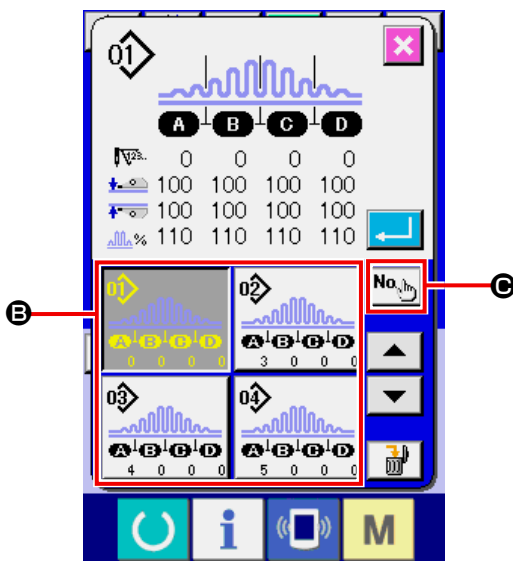 01
A B C D
123.. 0 0 0 0
100 100 100 100
100 100 100 100
% 110 110 110 110
No.
B
C
01 02
A B C D A B C D
0 0 0 0 3 0 0 0
03 04
A B C D A B C D
4 0 0 0 5 0 0 0
i M